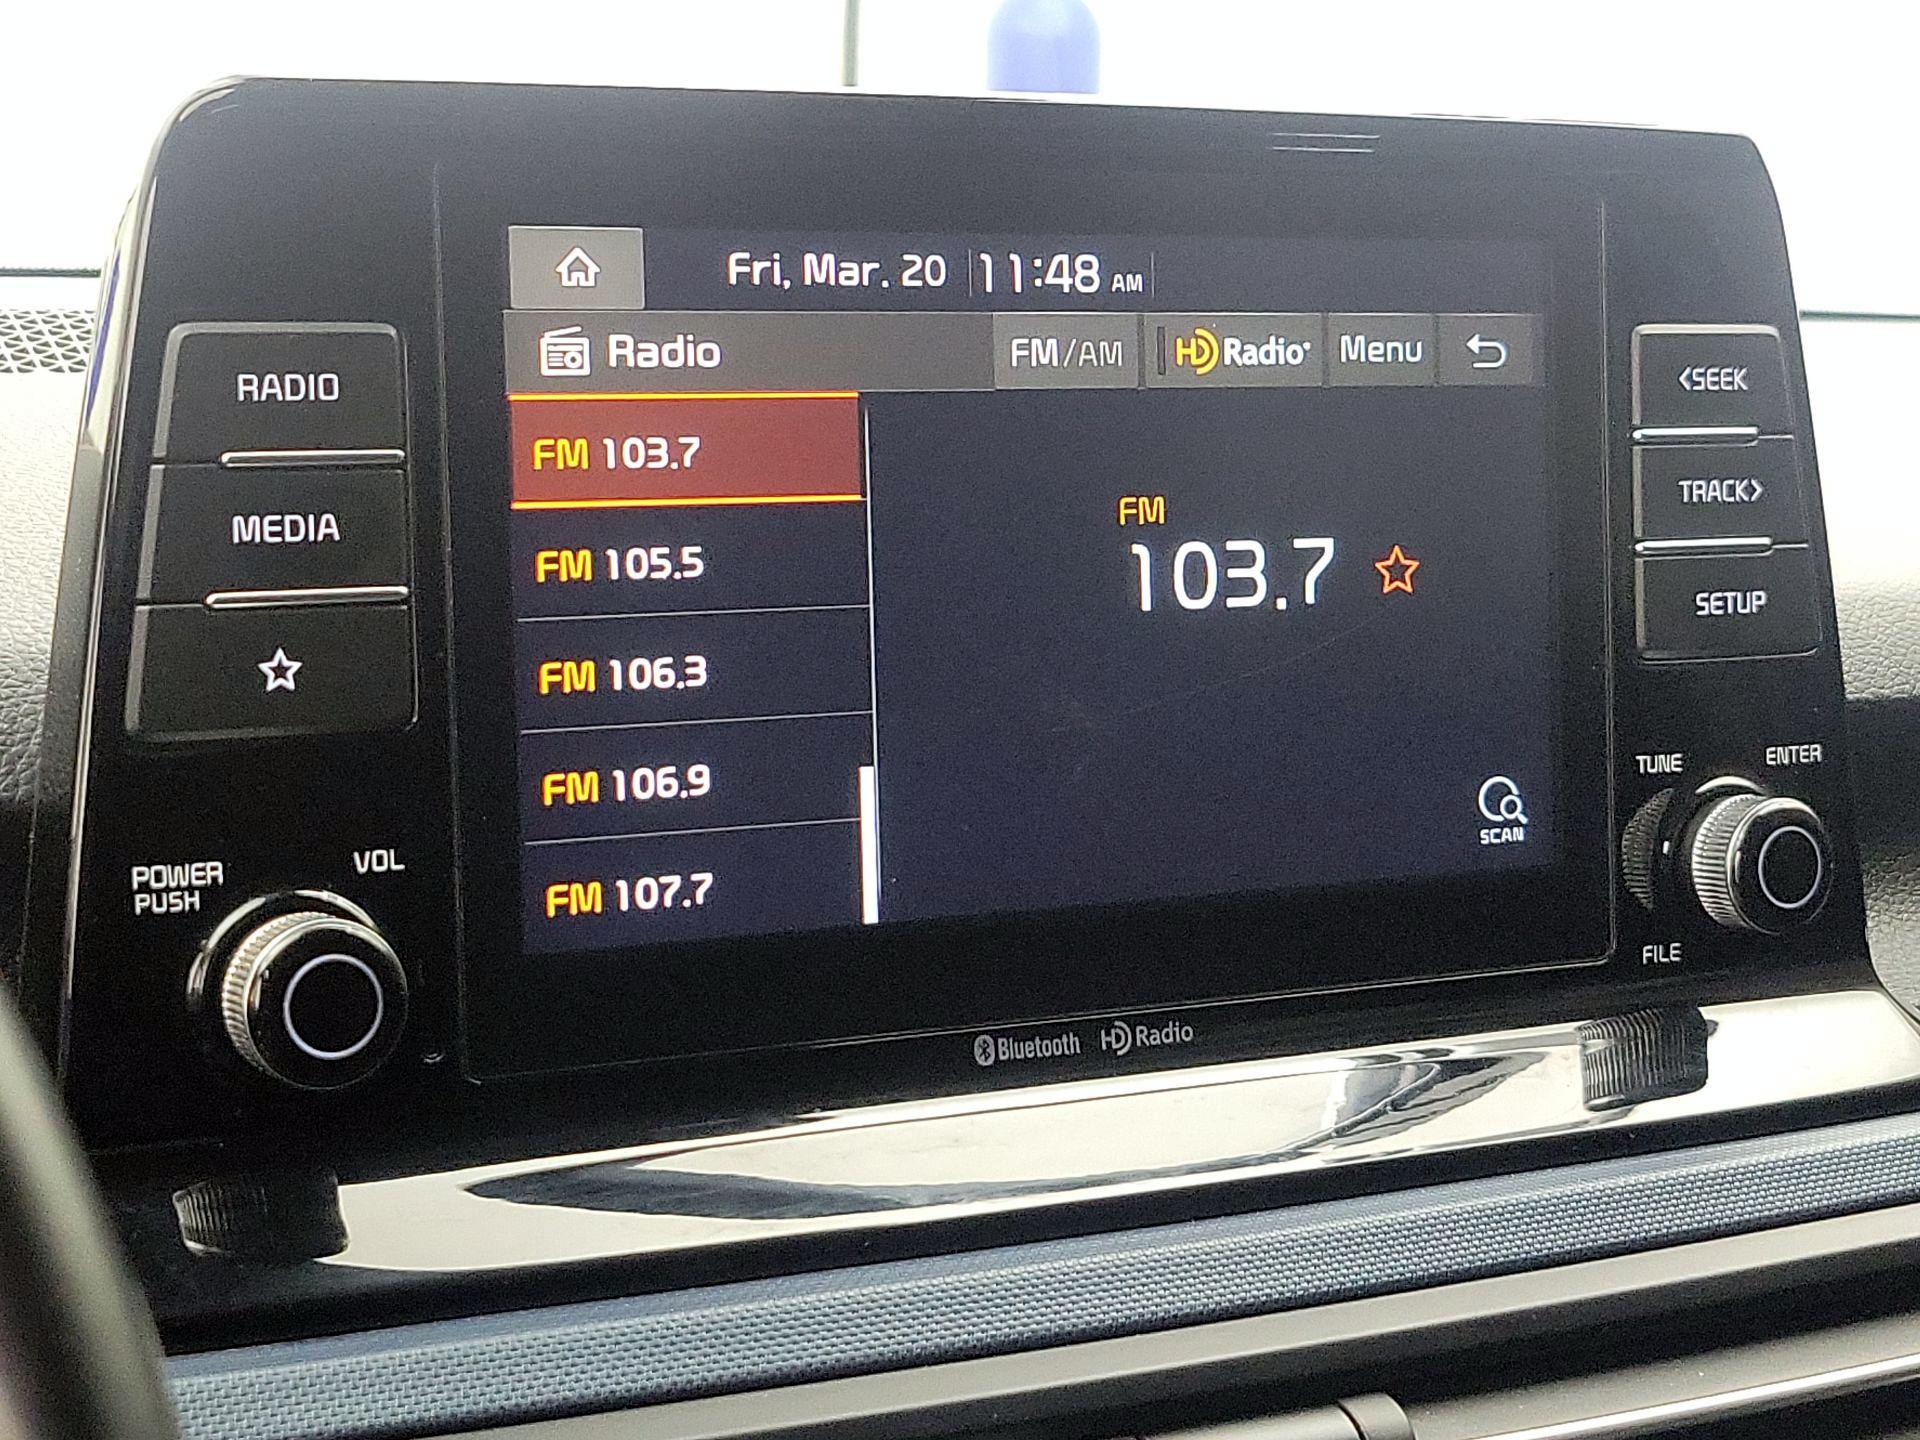 Fri, Mar. 20 11:48 AM
Radio FM/AM HD Radio Menu
FM 103.7
FM 105.5
FM 106.3
FM 106.9
FM 107.7
FM
103.7
SCAN
RADIO
MEDIA
POWER
PUSH
VOL
<SEEK
TRACK>
SETUP
TUNE
ENTER
FILE
Bluetooth HD Radio